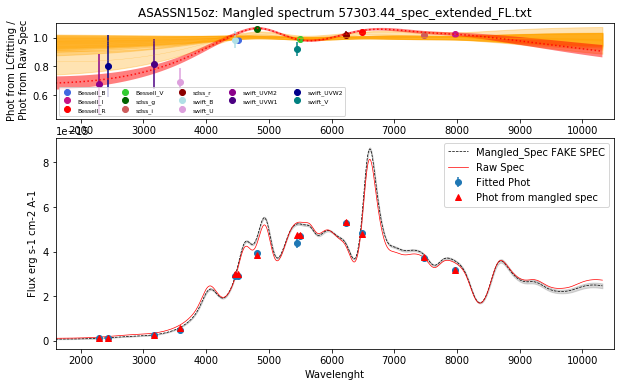 ASASSN15oz: Mangled spectrum 57303.44_spec_extended_FL.txt
Phot from LCfitting /
Phot from Raw Spec
1.0
0.8
0.6
Bessell_B
Bessell_I
Bessell_R
Bessell_V
sdss_g
sdss_i
sdss_r
swift_B
swift_U
swift_UVM2
swift_UVW1
swift_UVW2
swift_V
2000 3000 4000 5000 6000 7000 8000 9000 10000
1e−15
Flux erg s-1 cm-2 A-1
8
6
4
2
0
Mangled_Spec FAKE SPEC
Raw Spec
Fitted Phot
Phot from mangled spec
2000 3000 4000 5000 6000 7000 8000 9000 10000
Wavelenght